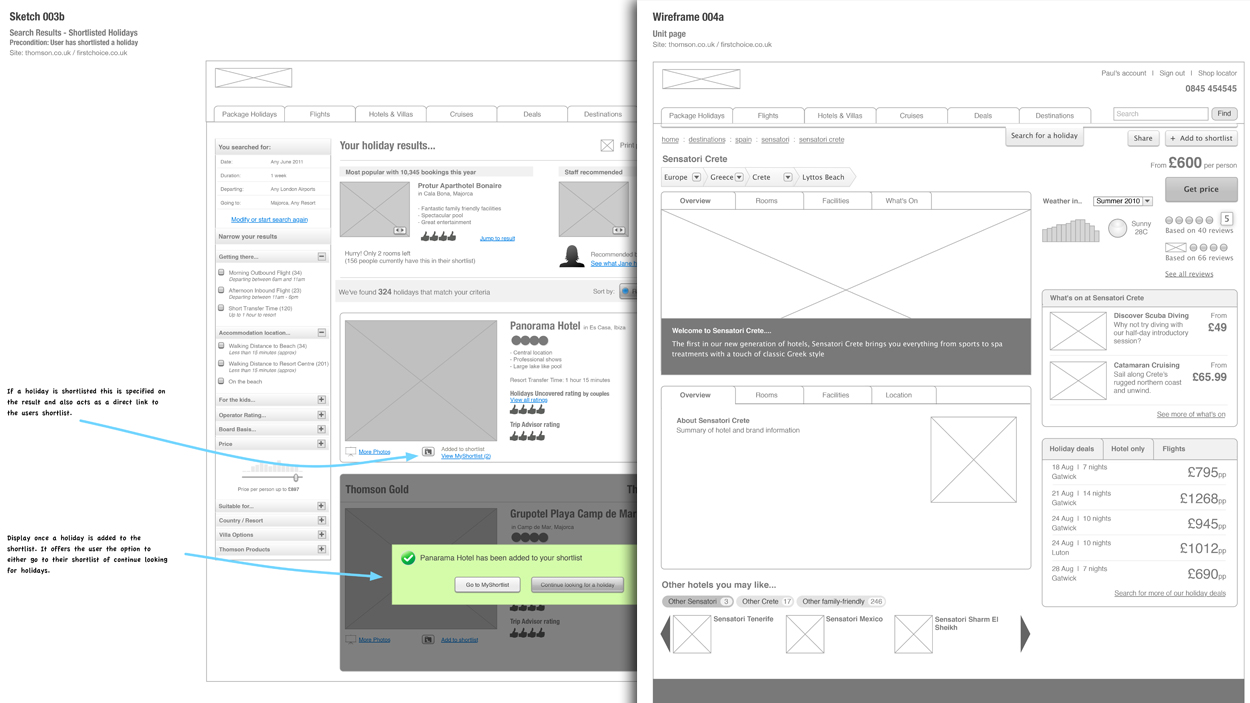 Sketch 003b
Search Results - Shortlisted Holidays
Precondition: User has shortlisted a holiday
Site: thomson.co.uk / firstchoice.co.uk
Package Holidays
Flights
Hotels & Villas
Cruises
Deals
Destinations
You searched for:
Date: Any June 2011
Duration: 1 week
Departing: Any London Airports
Going to: Majorca, Any Resort
Modify or start search again
Narrow your results
Getting there...
Morning Outbound Flight (34)
Departing between 6am and 11am
Afternoon Inbound Flight (23)
Departing between 11am - 5pm
Short Transfer Time (120)
Up to 1 hour to resort
Accommodation location...
Walking Distance to Beach (34)
Less than 15 minutes (approx)
Walking Distance to Resort Centre (201)
Less than 15 minutes (approx)
On the beach
For the kids...
Operator Rating...
Board Basis...
Price
Price per person up to £887
Suitable for...
Country / Resort
Villa Options
Thomson Products
If a holiday is shortlisted this is specified on
the result and also acts as a direct link to
the users shortlist.
Display once a holiday is added to the
shortlist. It offers the user the option to
either go to their shortlist of continue looking
for holidays.
Your holiday results...
Print
Most popular with 10,345 bookings this year
Staff recommended
Protur Aparthotel Bonaire
in Cala Bona, Majorca
- Fantastic family friendly facilities
- Spectacular pool
- Great entertainment
Jump to result
Hurry! Only 2 rooms left
(156 people currently have this in their shortlist)
Recommended
See what Jane
We've found 324 holidays that match your criteria
Sort by:
Panorama Hotel in Es Casa, Ibiza
- Central location
- Professional shows
- Large lake like pool
Resort Transfer Time: 1 hour 15 minutes
Holidays Uncovered rating by couples
View all ratings
Trip Advisor rating
More Photos
Added to shortlist
View MyShortlist (2)
Thomson Gold
Th
Grupotel Playa Camp de Mar
in Camp de Mar, Majorca
Panarama Hotel has been added to your shortlist
Go to MyShortlist
Continue looking for a holiday
Trip Advisor rating
More Photos
Add to shortlist
Wireframe 004a
Unit page
Site: thomson.co.uk / firstchoice.co.uk
Paul's account | Sign out | Shop locator
0845 454545
Package Holidays
Flights
Hotels & Villas
Cruises
Deals
Destinations
Search
Find
Search for a holiday
home : destinations : spain : sensatori : sensatori crete
Share
+ Add to shortlist
Sensatori Crete
Europe
Greece
Crete
Lyttos Beach
From £600 per person
Get price
Overview
Rooms
Facilities
What's On
Weather in..
Summer 2010
Sunny
28C
5
Based on 40 reviews
Based on 66 reviews
See all reviews
Welcome to Sensatori Crete....
The first in our new generation of hotels, Sensatori Crete brings you everything from sports to spa
treatments with a touch of classic Greek style
What's on at Sensatori Crete
Discover Scuba Diving
Why not try diving with
our half-day introductory
session?
From
£49
Catamaran Cruising
Sail along Crete's
rugged northern coast
and unwind.
From
£65.99
See more of what's on
Overview
Rooms
Facilities
Location
About Sensatori Crete
Summary of hotel and brand information
Holiday deals
Hotel only
Flights
18 Aug | 7 nights
Gatwick
£795pp
21 Aug | 14 nights
Gatwick
£1268pp
24 Aug | 10 nights
Gatwick
£945pp
24 Aug | 10 nights
Luton
£1012pp
28 Aug | 7 nights
Gatwick
£690pp
Search for more of our holiday deals
Other hotels you may like...
Other Sensatori 3
Other Crete 17
Other family-friendly 246
Sensatori Tenerife
Sensatori Mexico
Sensatori Sharm El
Sheikh